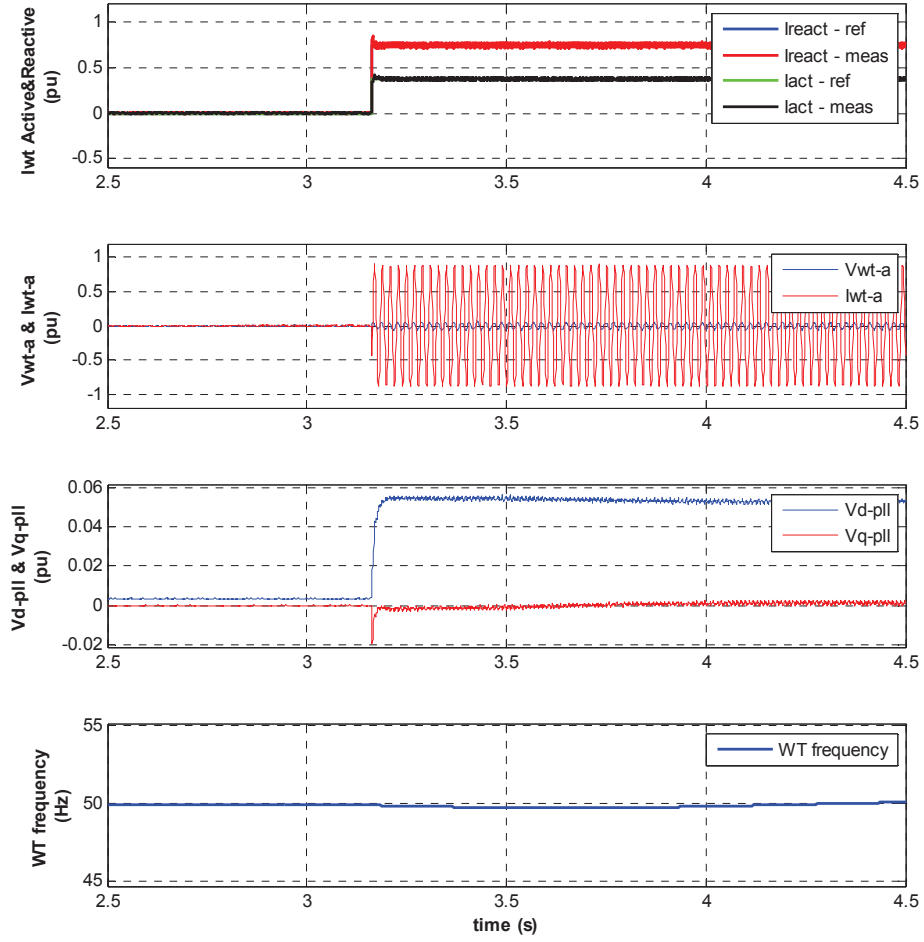 Iwt Active&Reactive
(pu)
1
0.5
0
-0.5
Ireact - ref
Ireact - meas
Iact - ref
Iact - meas
2.5 3 3.5 4 4.5
Vwt-a & Iwt-a
(pu)
1
0.5
0
-0.5
-1
Vwt-a
Iwt-a
2.5 3 3.5 4 4.5
Vd-pll & Vq-pll
(pu)
0.06
0.04
0.02
0
-0.02
Vd-pll
Vq-pll
2.5 3 3.5 4 4.5
WT frequency
(Hz)
55
50
45
WT frequency
2.5 3 3.5 4 4.5
time (s)